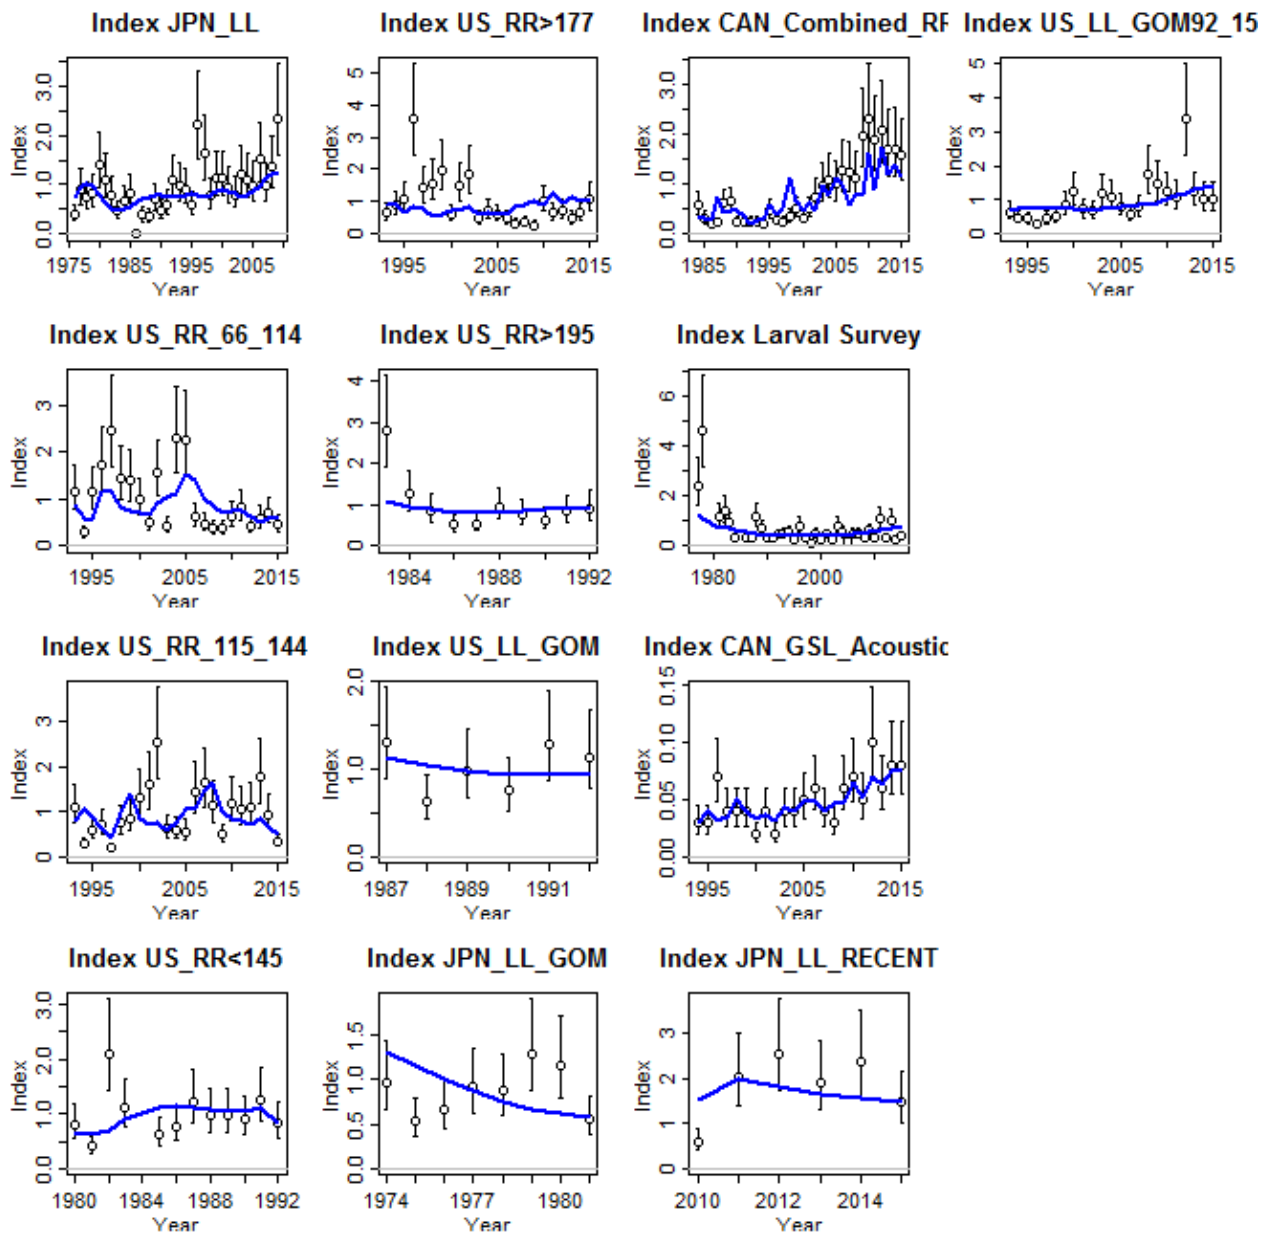 Index JPN_LL
Index
0.0 1.0 2.0 3.0
1975 1985 1995 2005
Year
Index US_RR>177
Index
0 1 2 3 4 5
1995 2005 2015
Year
Index CAN_Combined_RF
Index
0.0 1.0 2.0 3.0
1985 1995 2005 2015
Year
Index US_LL_GOM92_15
Index
0 1 2 3 4 5
1995 2005 2015
Year
Index US_RR_66_114
Index
0 1 2 3
1995 2005 2015
Year
Index US_RR>195
Index
0 1 2 3 4
1984 1988 1992
Year
Index Larval Survey
Index
0 2 4 6
1980 2000
Year
Index US_RR_115_144
Index
0 1 2 3
1995 2005 2015
Year
Index US_LL_GOM
Index
0.0 1.0 2.0
1987 1989 1991
Year
Index CAN_GSL_Acoustic
Index
0.00 0.05 0.10 0.15
1995 2005 2015
Year
Index US_RR<145
Index
0.0 1.0 2.0 3.0
1980 1984 1988 1992
Year
Index JPN_LL_GOM
Index
0.0 0.5 1.0 1.5
1974 1977 1980
Year
Index JPN_LL_RECENT
Index
0 1 2 3
2010 2012 2014
Year